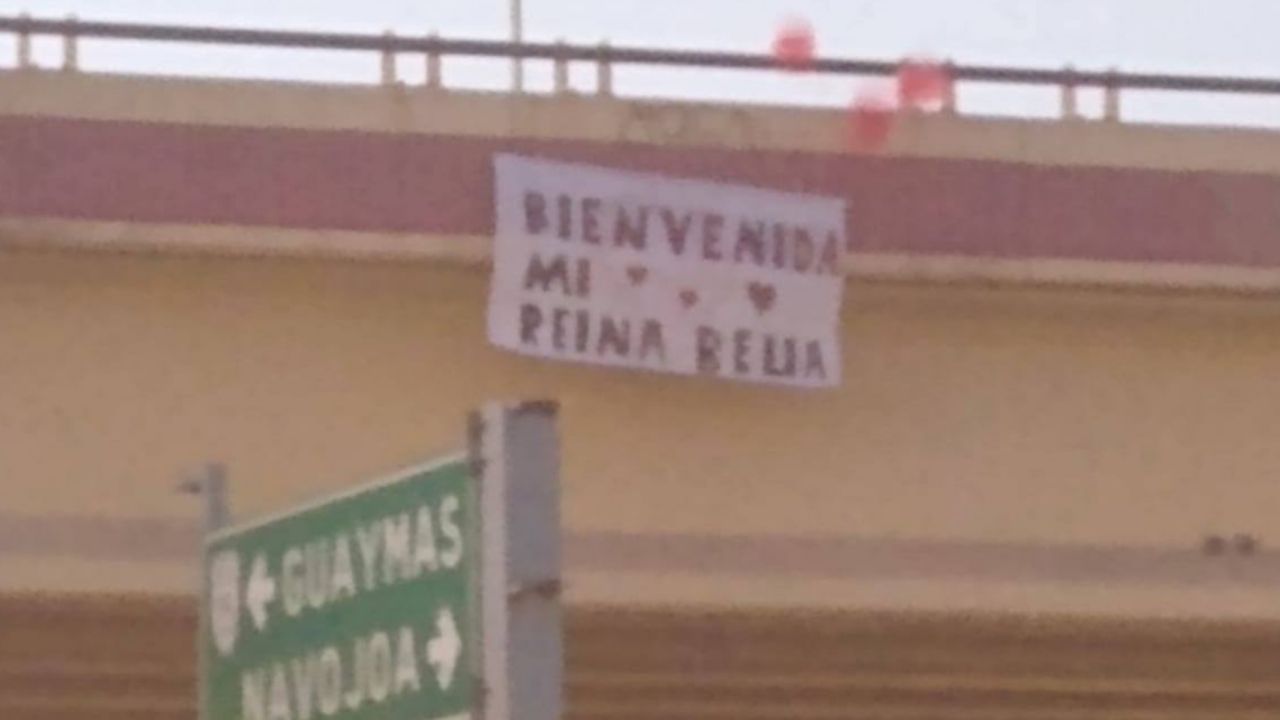 BIENVENIDA
MI
REINA BELLA
GUAYMAS
NAVOJOA